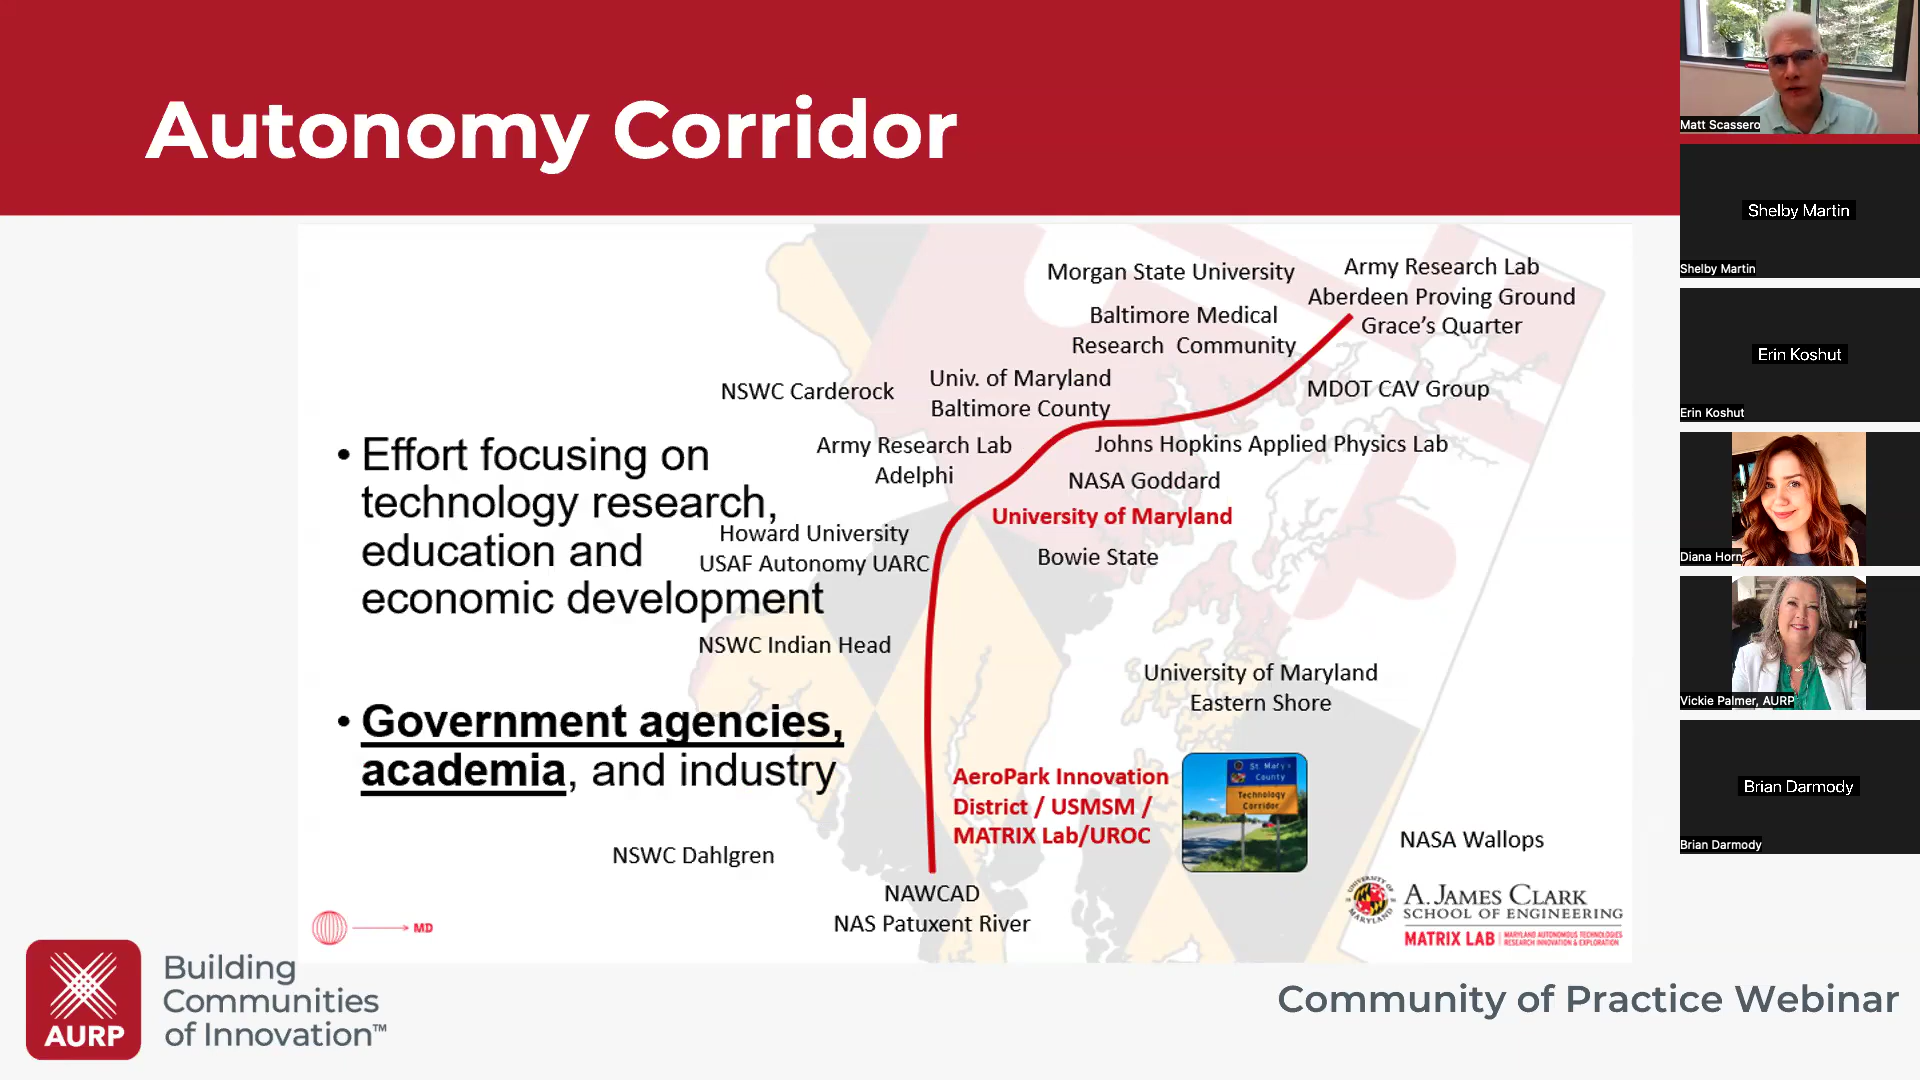 Autonomy Corridor
Morgan State University
Army Research Lab
Aberdeen Proving Ground
Grace's Quarter
Baltimore Medical
Research Community
NSWC Carderock
Univ. of Maryland
Baltimore County
MDOT CAV Group
Army Research Lab
Adelphi
Johns Hopkins Applied Physics Lab
NASA Goddard
University of Maryland
Bowie State
• Effort focusing on
technology research,
education and
economic development
Howard University
USAF Autonomy UARC
NSWC Indian Head
University of Maryland
Eastern Shore
• Government agencies,
academia, and industry
AeroPark Innovation
District / USMSM /
MATRIX Lab/UROC
St. Mary's
County
Technology
Corridor
NSWC Dahlgren
NASA Wallops
NAWCAD
NAS Patuxent River
MD
UNIVERSITY OF
MARYLAND
A. JAMES CLARK
SCHOOL OF ENGINEERING
MATRIX LAB
MARYLAND AUTONOMOUS TECHNOLOGIES
RESEARCH INNOVATION & EXPLORATION
AURP
Building
Communities
of Innovation™
Community of Practice Webinar
Matt Scassero
Shelby Martin
Shelby Martin
Erin Koshut
Erin Koshut
Diana Horn
Vickie Palmer, AURP
Brian Darmody
Brian Darmody